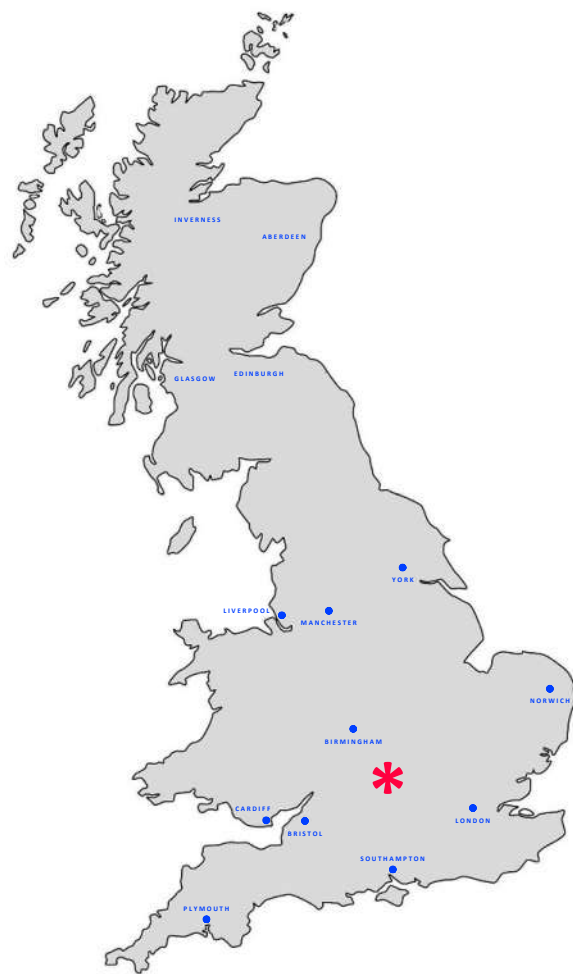 INVERNESS
ABERDEEN
EDINBURGH
GLASGOW
YORK
LIVERPOOL
MANCHESTER
NORWICH
BIRMINGHAM
CARDIFF
LONDON
BRISTOL
SOUTHAMPTON
PLYMOUTH